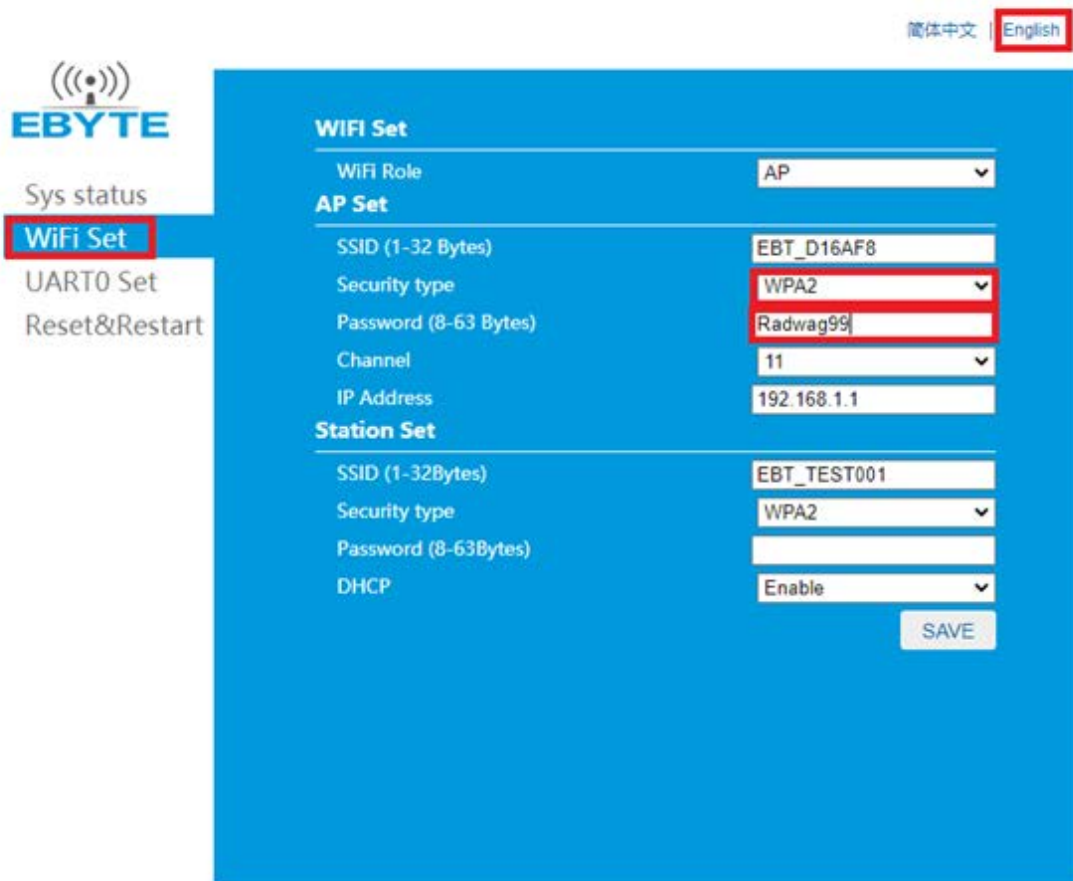 简体中文 | English
EBYTE
Sys status
WiFi Set
UART0 Set
Reset&Restart
WIFI Set
WiFi Role AP
AP Set
SSID (1-32 Bytes) EBT_D16AF8
Security type WPA2
Password (8-63 Bytes) Radwag99
Channel 11
IP Address 192.168.1.1
Station Set
SSID (1-32Bytes) EBT_TEST001
Security type WPA2
Password (8-63Bytes)
DHCP Enable
SAVE